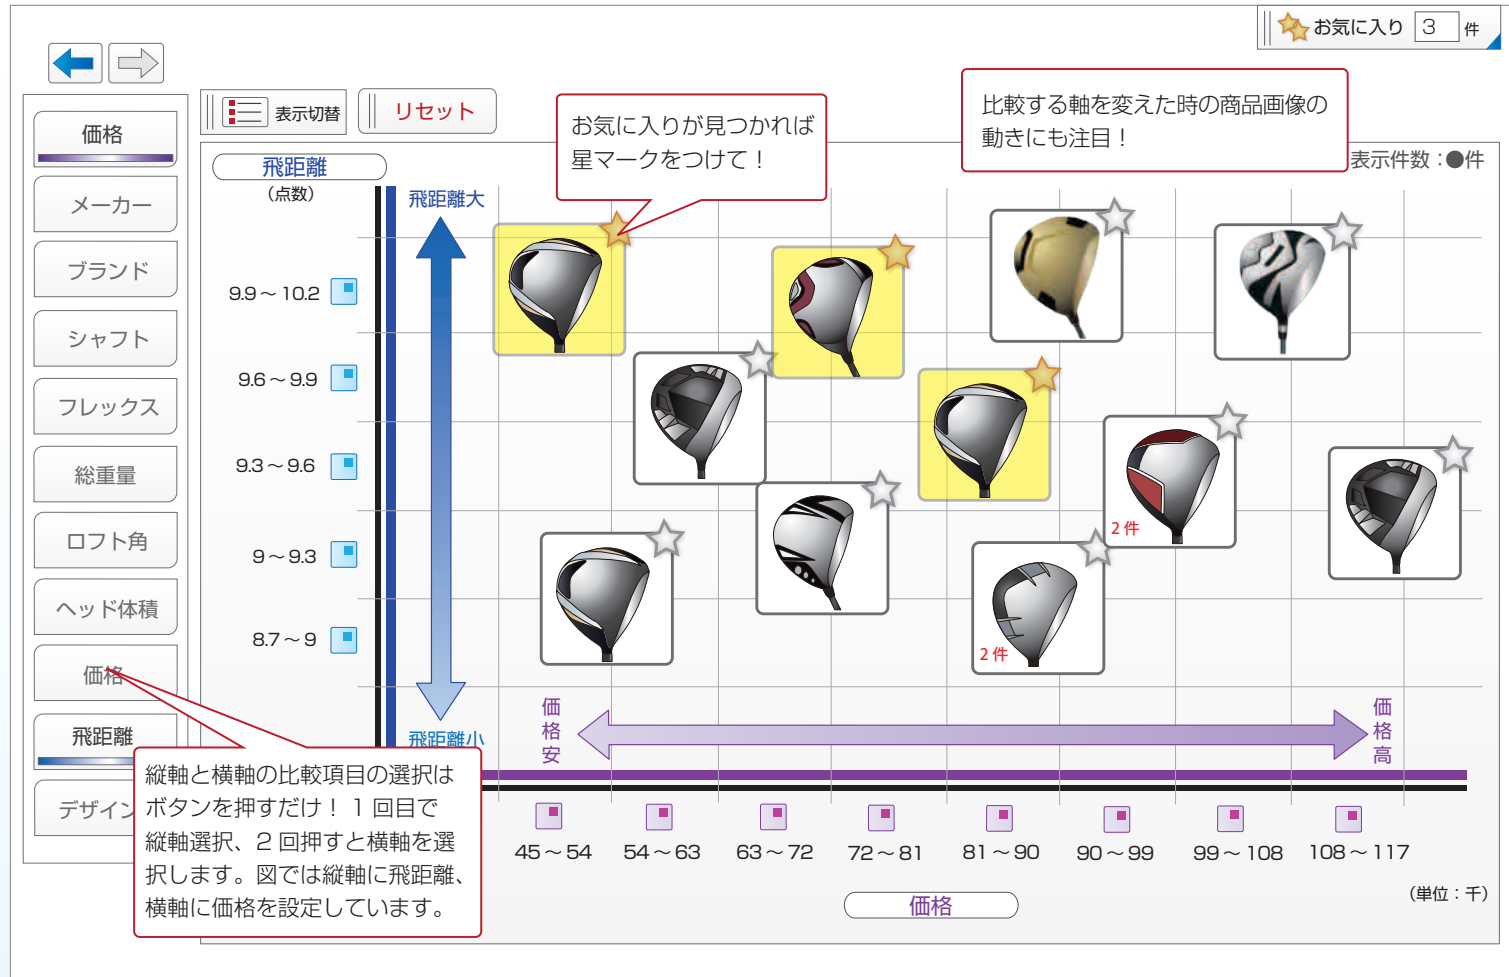 お気に入り 3 件
価格
メーカー
ブランド
シャフト
フレックス
総重量
ロフト角
ヘッド体積
価格
飛距離
デザイン
表示切替
リセット
お気に入りが見つかれば
星マークをつけて！
比較する軸を変えた時の商品画像の
動きにも注目！
表示件数：●件
飛距離
（点数）
飛距離大
9.9～10.2
9.6～9.9
9.3～9.6
9～9.3
8.7～9
2件
2件
飛距離小
価格安
価格高
縦軸と横軸の比較項目の選択は
ボタンを押すだけ！１回目で
縦軸選択、２回押すと横軸を選
択します。図では縦軸に飛距離、
横軸に価格を設定しています。
45～54
54～63
63～72
72～81
81～90
90～99
99～108
108～117
（単位：千）
価格